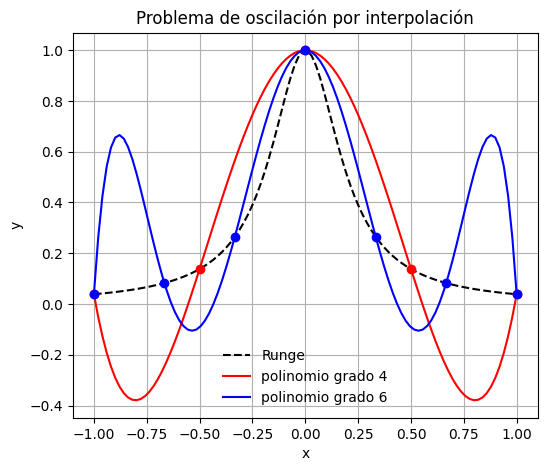 Problema de oscilación por interpolación
1.0
0.8
0.6
0.4
0.2
0.0
−0.2
−0.4
y
Runge
polinomio grado 4
polinomio grado 6
−1.00 −0.75 −0.50 −0.25 0.00 0.25 0.50 0.75 1.00
x